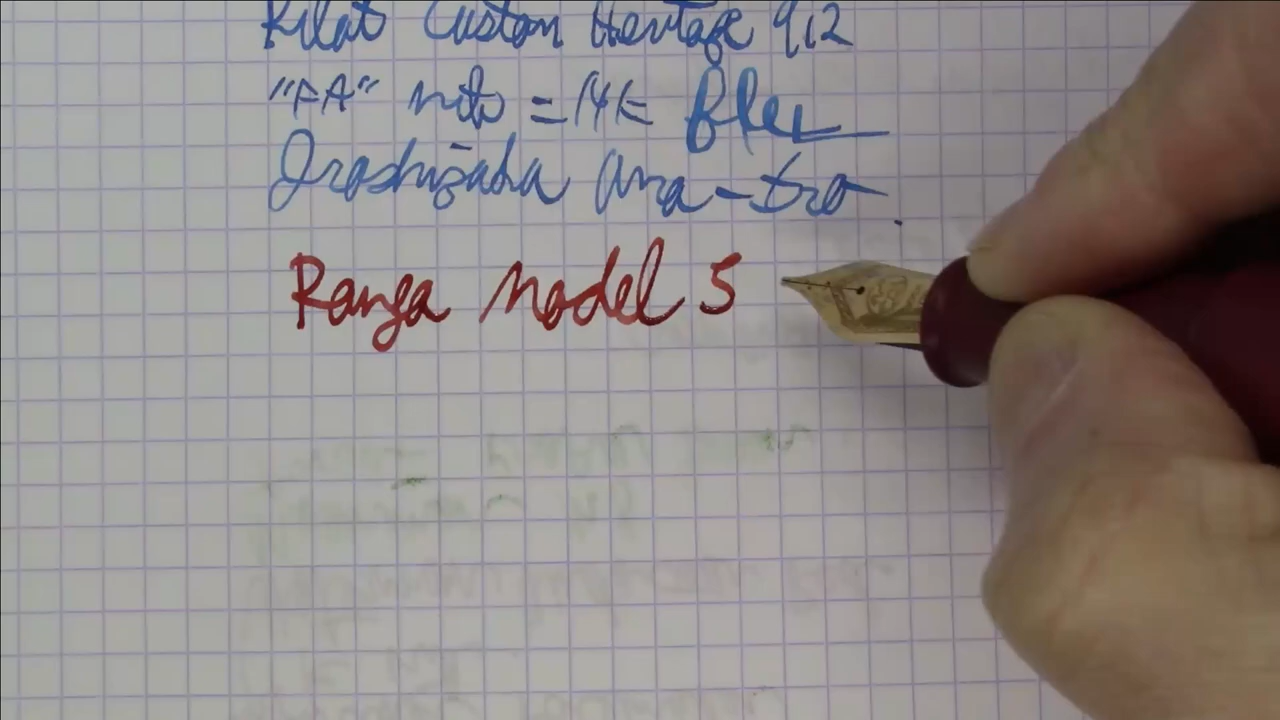 Pilot Custom Heritage 912
"FA" nib = 14K flex
Iroshizuku ama-iro
Ranga Model 5